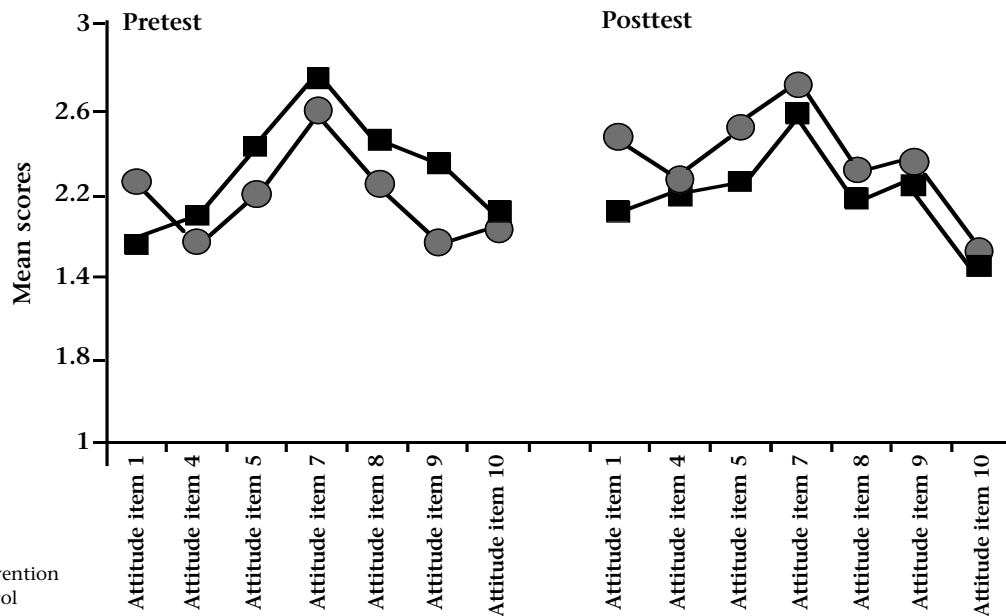 Pretest
Posttest
Mean scores
3
2.6
2.2
1.4
1.8
1
Attitude item 1
Attitude item 4
Attitude item 5
Attitude item 7
Attitude item 8
Attitude item 9
Attitude item 10
Attitude item 1
Attitude item 4
Attitude item 5
Attitude item 7
Attitude item 8
Attitude item 9
Attitude item 10
vention
ol